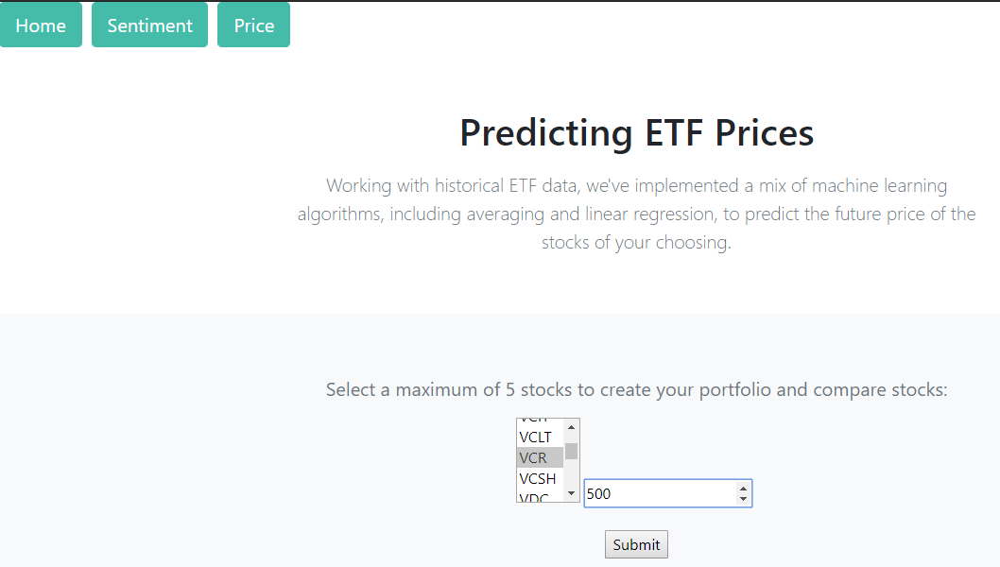 Home Sentiment Price
Predicting ETF Prices
Working with historical ETF data, we've implemented a mix of machine learning
algorithms, including averaging and linear regression, to predict the future price of the
stocks of your choosing.
Select a maximum of 5 stocks to create your portfolio and compare stocks:
VCLT
VCR
VCSH
VDC
500
Submit